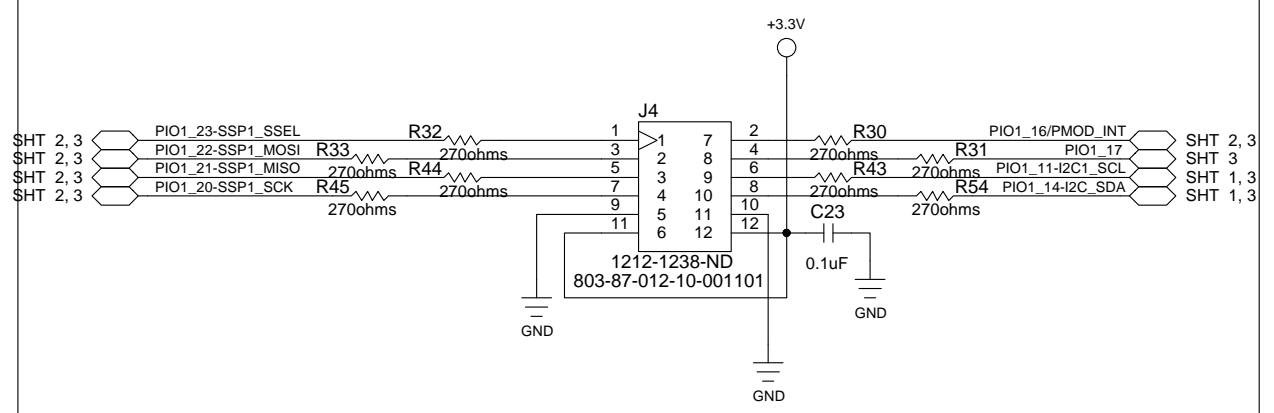 +3.3V
J4
SHT 2, 3 PIO1_23-SSP1_SSEL R32 270ohms 1 1 7 2 R30 270ohms PIO1_16/PMOD_INT SHT 2, 3
SHT 2, 3 PIO1_22-SSP1_MOSI R33 270ohms 3 2 8 4 R31 270ohms PIO1_17 SHT 3
SHT 2, 3 PIO1_21-SSP1_MISO R44 270ohms 5 3 9 6 R43 270ohms PIO1_11-I2C1_SCL SHT 1, 3
SHT 2, 3 PIO1_20-SSP1_SCK R45 270ohms 7 4 10 8 R54 270ohms PIO1_14-I2C_SDA SHT 1, 3
9 5 11 10 C23
11 6 12 12
1212-1238-ND 0.1uF
803-87-012-10-001101
GND
GND
GND